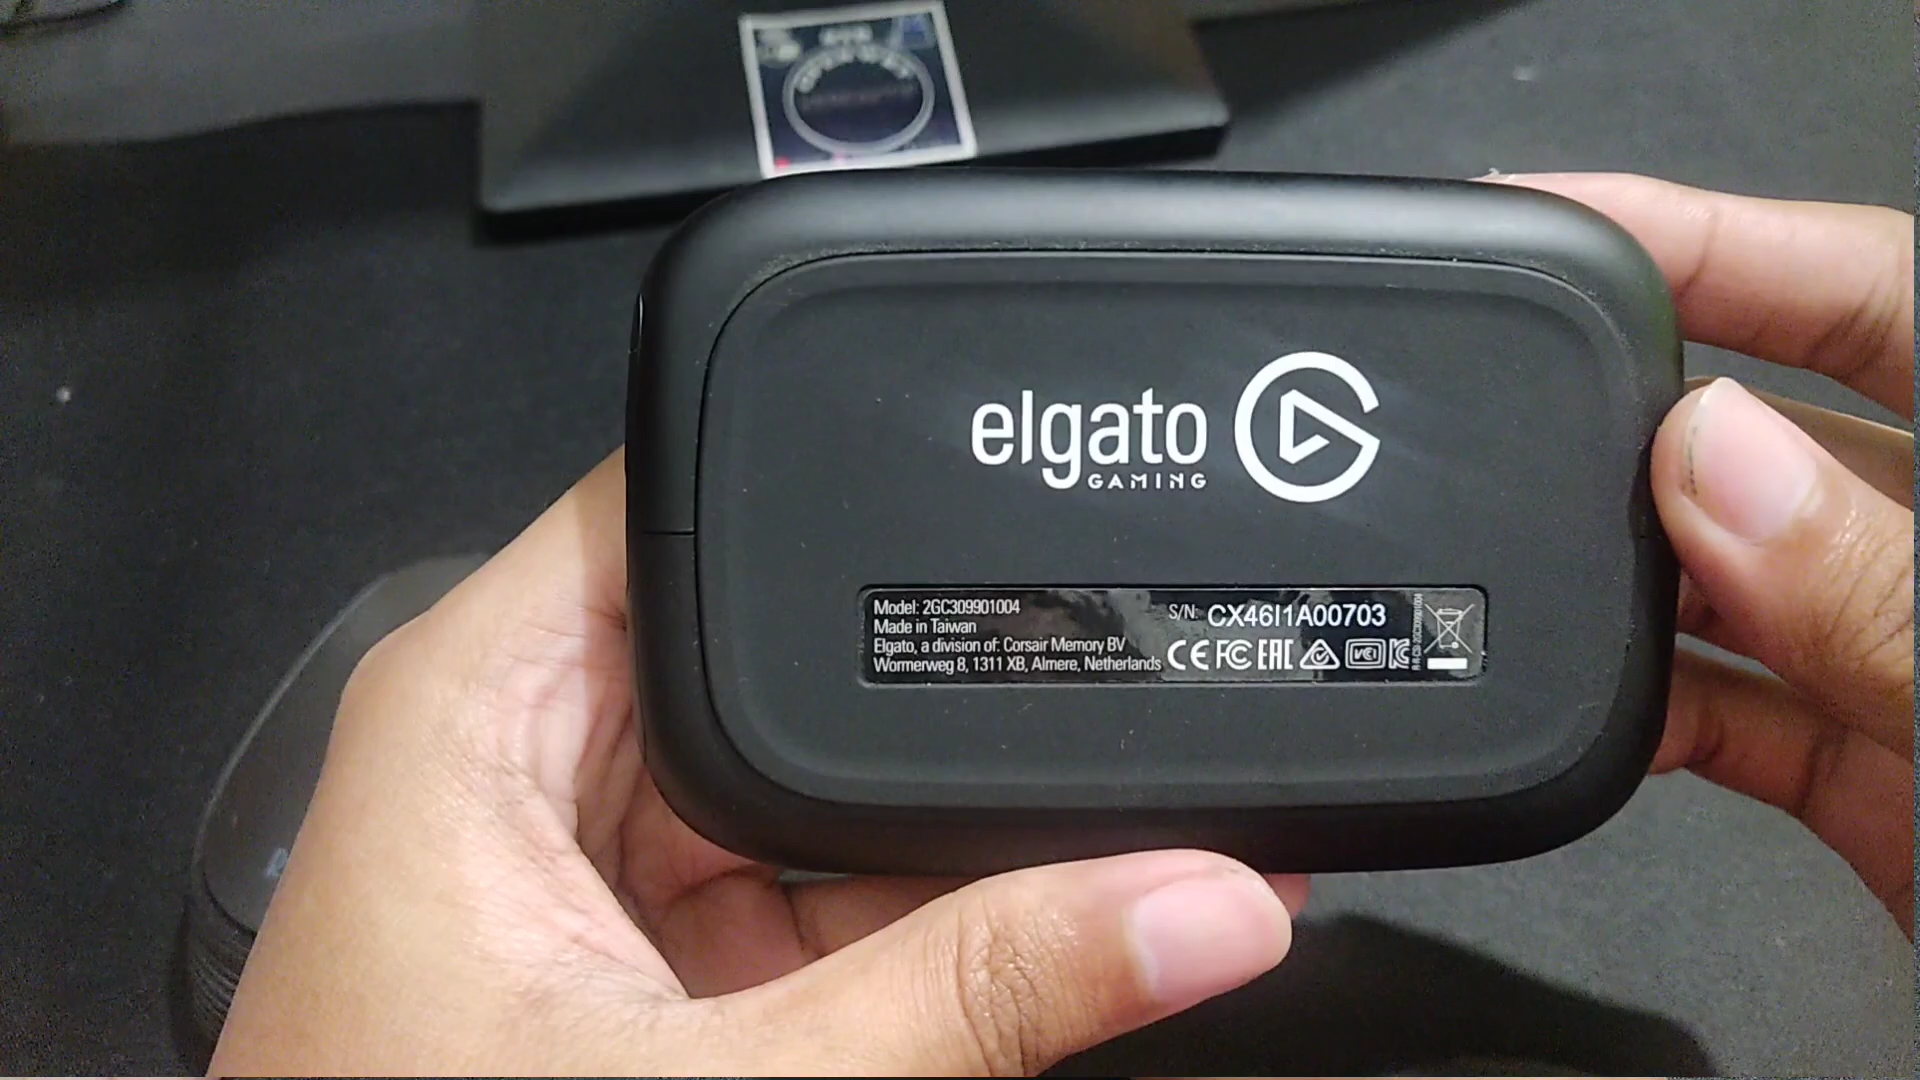 elgato
GAMING
Model: 2GC309901004
Made in Taiwan
Elgato, a division of: Corsair Memory BV
Wormerweg 8, 1311 XB, Almere, Netherlands
S/N: CX46I1A00703
CE FC EAC VCI